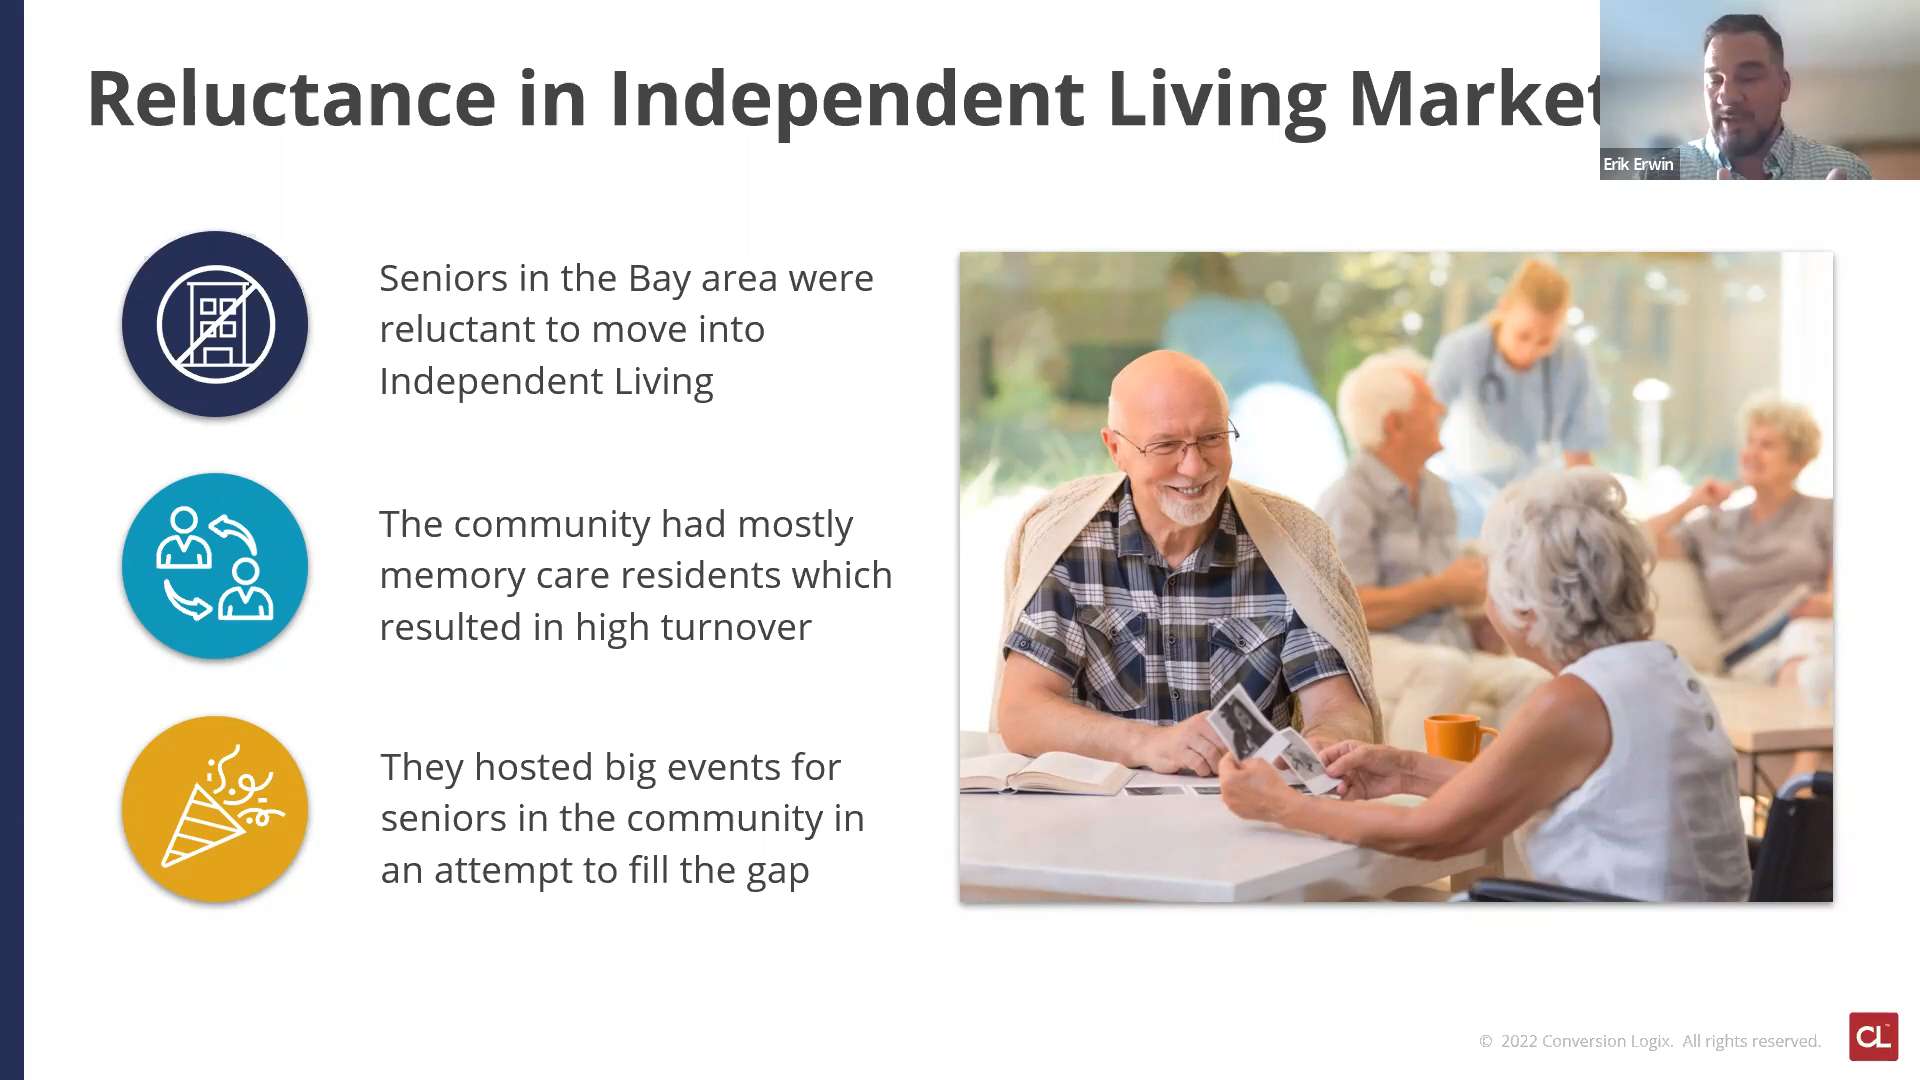 Reluctance in Independent Living Market
Erik Erwin
Seniors in the Bay area were
reluctant to move into
Independent Living
The community had mostly
memory care residents which
resulted in high turnover
They hosted big events for
seniors in the community in
an attempt to fill the gap
© 2022 Conversion Logix. All rights reserved.
CL